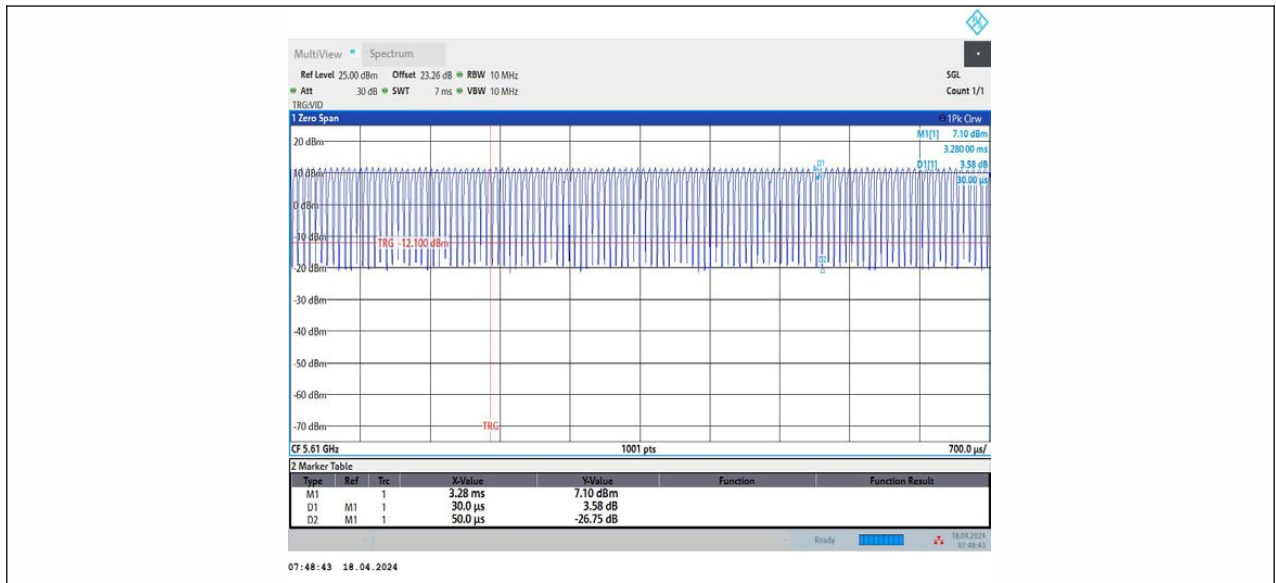 MultiView Spectrum
Ref Level 25.00 dBm Offset 23.26 dB RBW 10 MHz SGL
Att 30 dB SWT 7 ms VBW 10 MHz Count 1/1
TRG:VID
1 Zero Span 1Pk Clrw
M1[1] 7.10 dBm
20 dBm
3.280 00 ms
D1[1] 3.58 dB
10 dBm
30.00 µs
M1
D1
0 dBm
-10 dBm
TRG -12.100 dBm
D2
-20 dBm
-30 dBm
-40 dBm
-50 dBm
-60 dBm
-70 dBm
TRG
CF 5.61 GHz 1001 pts 700.0 µs/
2 Marker Table
Type Ref Trc X-Value Y-Value Function Function Result
M1 1 3.28 ms 7.10 dBm
D1 M1 1 30.0 µs 3.58 dB
D2 M1 1 50.0 µs -26.75 dB
Ready 18.04.2024
07:48:43
07:48:43 18.04.2024